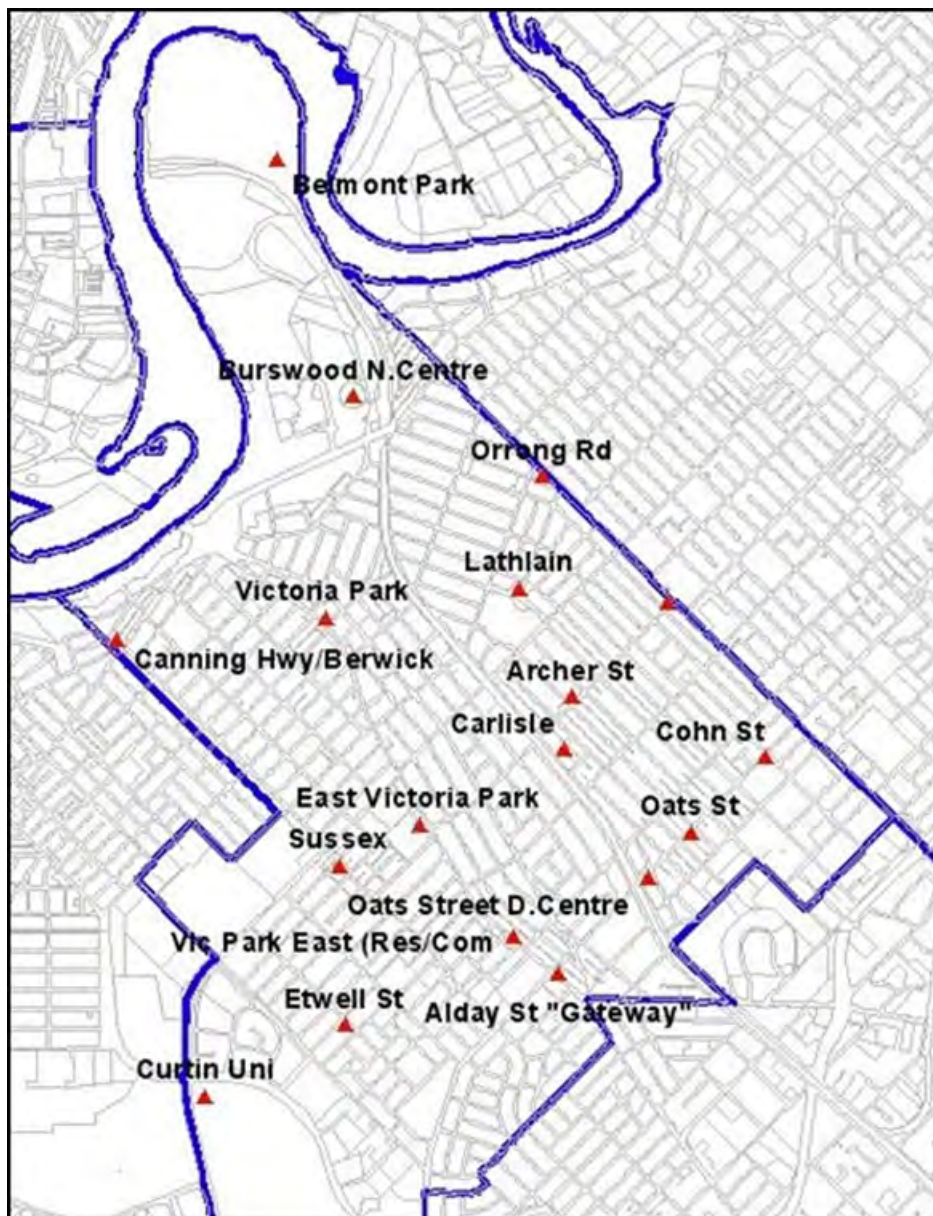 Belmont Park
Burswood N.Centre
Orrong Rd
Lathlain
Victoria Park
Canning Hwy/Berwick
Archer St
Carlisle
Cohn St
East Victoria Park
Oats St
Sussex
Oats Street D.Centre
Vic Park East (Res/Com
Etwell St
Alday St "Gateway"
Curtin Uni